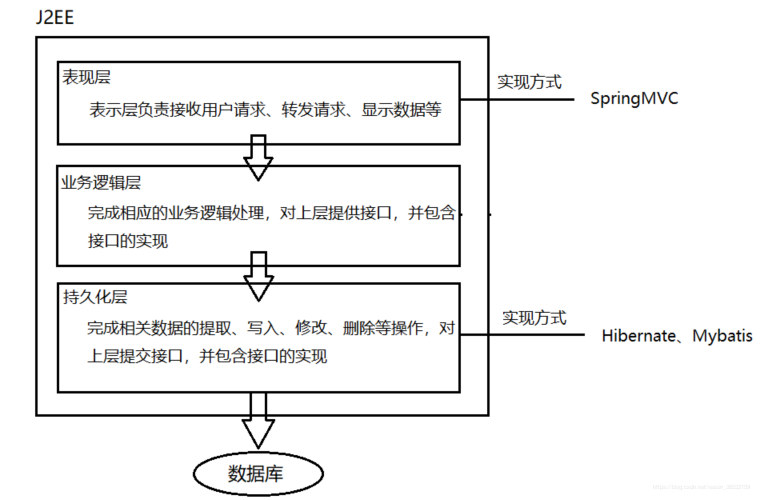 J2EE
表现层
实现方式
SpringMVC
表示层负责接收用户请求、转发请求、显示数据等
业务逻辑层
完成相应的业务逻辑处理，对上层提供接口，并包含
接口的实现
持久化层
实现方式
完成相关数据的提取、写入、修改、删除等操作，对
Hibernate、Mybatis
上层提交接口，并包含接口的实现
数据库